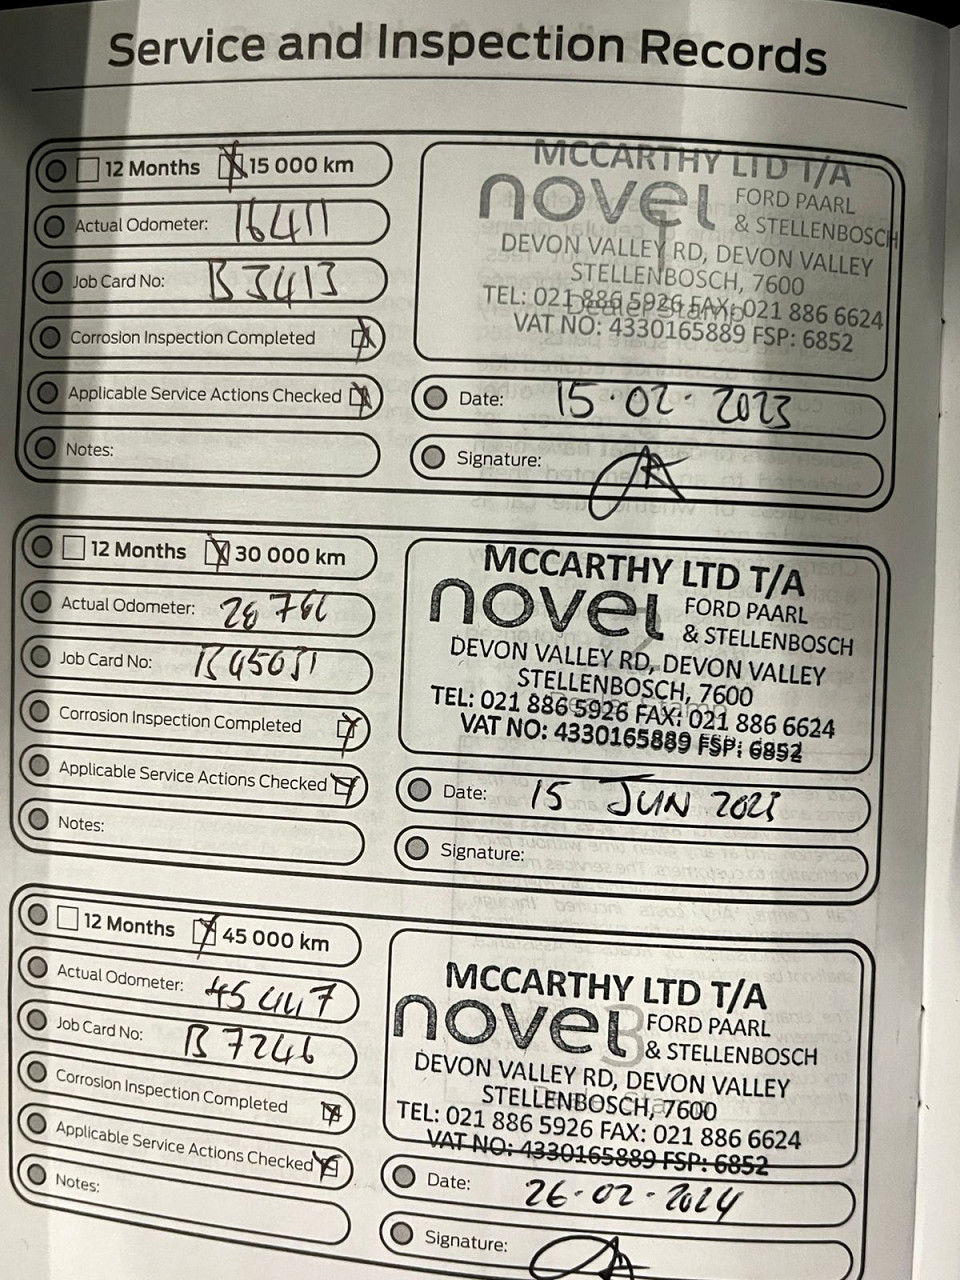 Service and Inspection Records
12 Months 15 000 km
Actual Odometer: 16411
Job Card No: B3413
Corrosion Inspection Completed
Applicable Service Actions Checked
Notes:
MCCARTHY LTD T/A
novel FORD PAARL
& STELLENBOSCH
DEVON VALLEY RD, DEVON VALLEY
STELLENBOSCH, 7600
TEL: 021 886 5926 FAX: 021 886 6624
Dealer Stamp
VAT NO: 4330165889 FSP: 6852
Date: 15-02-2023
Signature:
12 Months 30 000 km
Actual Odometer:
Job Card No:
Corrosion Inspection Completed
Applicable Service Actions Checked
Notes:
MCCARTHY LTD T/A
novel FORD PAARL
& STELLENBOSCH
DEVON VALLEY RD, DEVON VALLEY
STELLENBOSCH, 7600
TEL: 021 886 5926 FAX: 021 886 6624
VAT NO: 4330165889 FSP: 6852
Date: 15 JUN
Signature:
12 Months 45 000 km
Actual Odometer: 45447
Job Card No: B7246
Corrosion Inspection Completed
Applicable Service Actions Checked
Notes:
MCCARTHY LTD T/A
novel FORD PAARL
& STELLENBOSCH
3
DEVON VALLEY RD, DEVON VALLEY
STELLENBOSCH, 7600
TEL: 021 886 5926 FAX: 021 886 6624
VAT NO: 4330165889 FSP: 6852
Date: 26-02-2024
Signature: